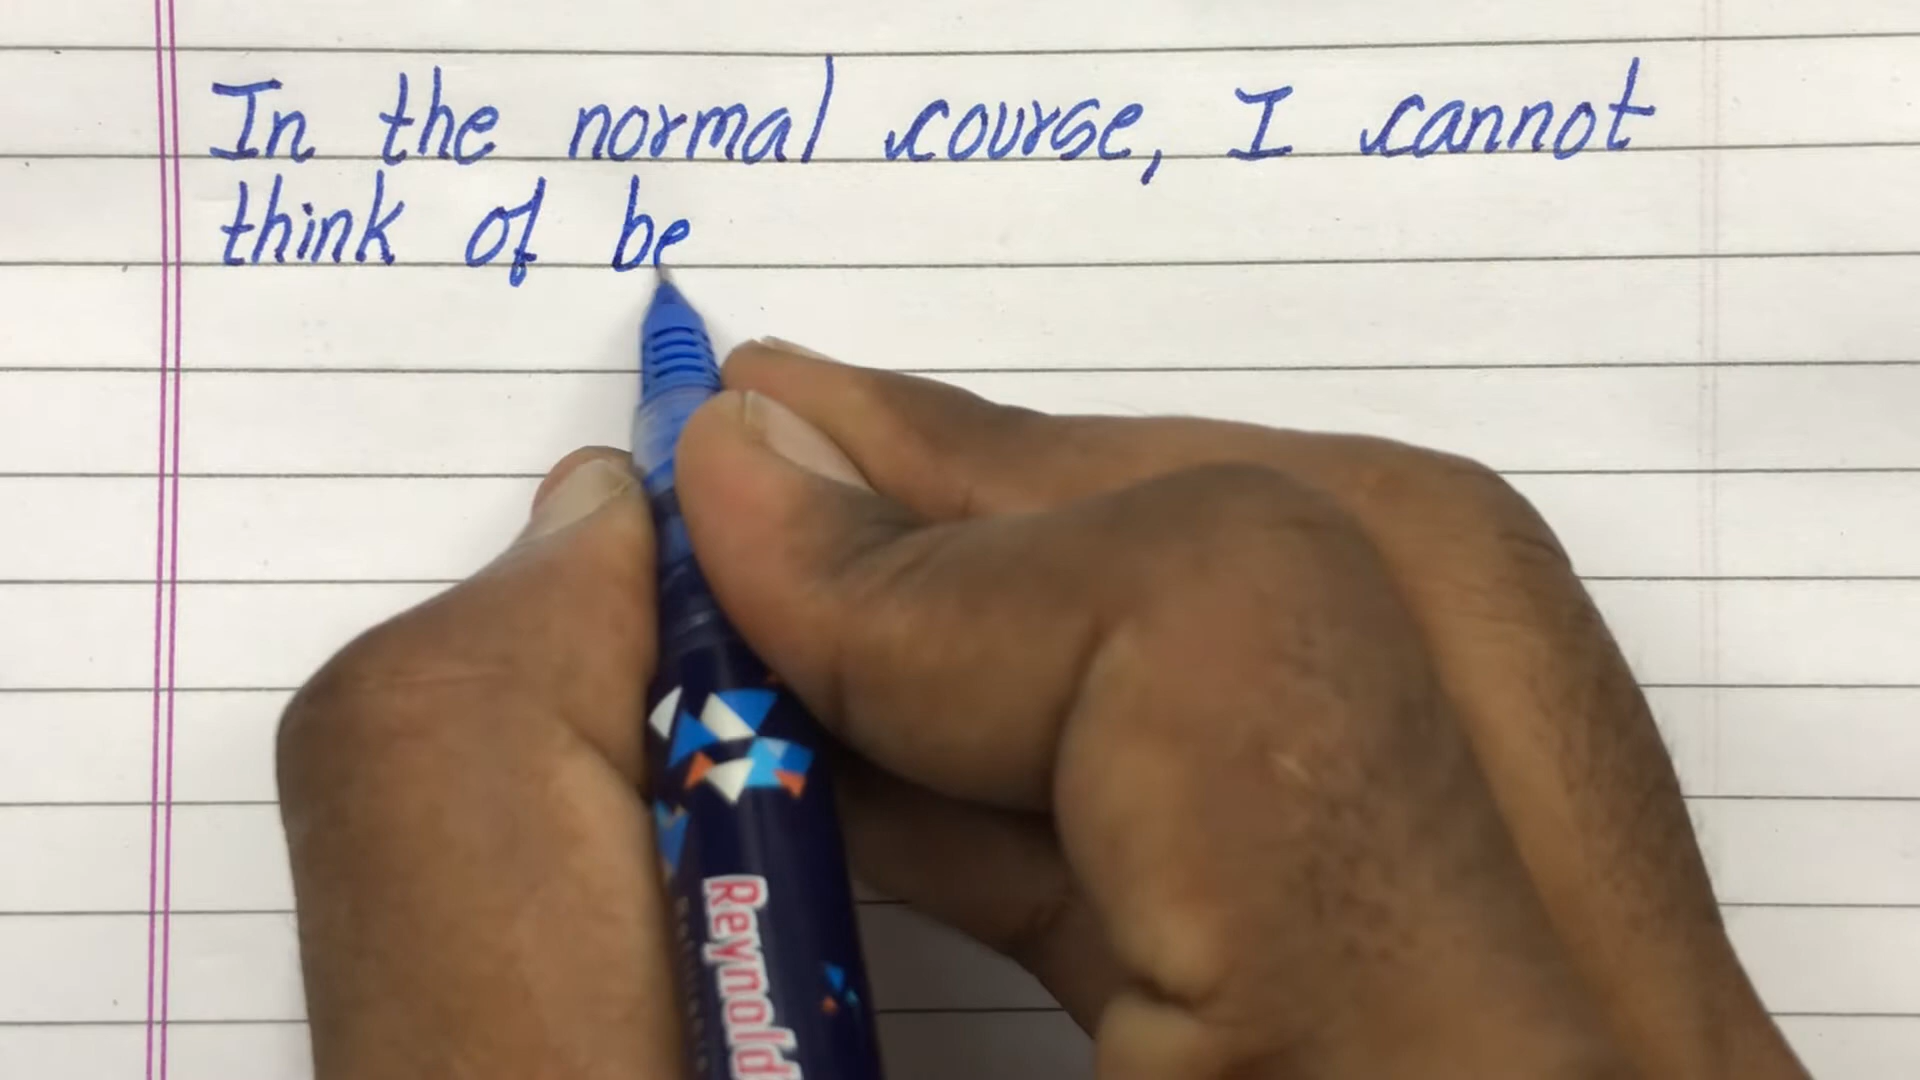 In the normal course, I cannot
think of be
Reynold